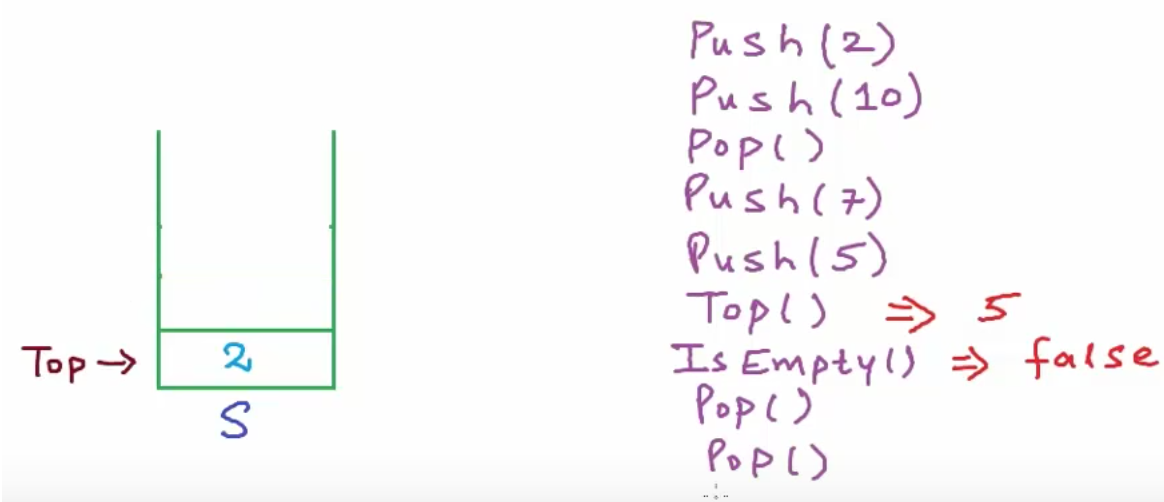 Push(2)
Push(10)
Pop()
Push(7)
Push(5)
Top() => 5
IsEmpty() => false
Pop()
Pop()
Top →
2
S